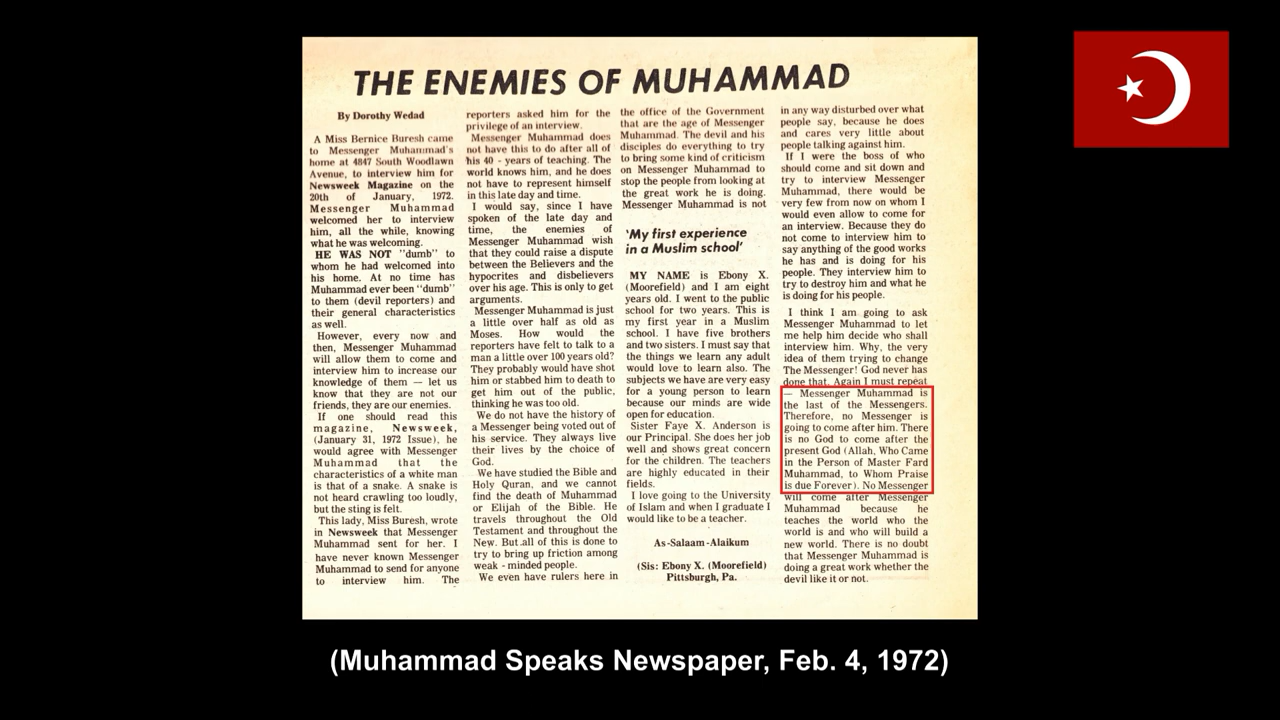 THE ENEMIES OF MUHAMMAD
By Dorothy Wedad
A Miss Bernice Buresh came
to Messenger Muhammad's
home at 4847 South Woodlawn
Avenue, to interview him for
Newsweek Magazine on the
20th of January, 1972.
Messenger Muhammad
welcomed her to interview
him, all the while, knowing
what he was welcoming.
HE WAS NOT "dumb" to
whom he had welcomed into
his home. At no time has
Muhammad ever been "dumb"
to them (devil reporters) and
their general characteristics
as well.
However, every now and
then, Messenger Muhammad
will allow them to come and
interview him to increase our
knowledge of them — let us
know that they are not our
friends, they are our enemies.
If one should read this
magazine, Newsweek,
(January 31, 1972 Issue), he
would agree with Messenger
Muhammad that the
characteristics of a white man
is that of a snake. A snake is
not heard crawling too loudly,
but the sting is felt.
This lady, Miss Buresh, wrote
in Newsweek that Messenger
Muhammad sent for her. I
have never known Messenger
Muhammad to send for anyone
to interview him. The
reporters asked him for the
privilege of an interview.
Messenger Muhammad does
not have this to do after all of
his 40 - years of teaching. The
world knows him, and he does
not have to represent himself
in this late day and time.
I would say, since I have
spoken of the late day and
time, the enemies of
Messenger Muhammad wish
that they could raise a dispute
between the Believers and the
hypocrites and disbelievers
over his age. This is only to get
arguments.
Messenger Muhammad is just
a little over half as old as
Moses. How would the
reporters have felt to talk to a
man a little over 100 years old?
They probably would have shot
him or stabbed him to death to
get him out of the public,
thinking he was too old.
We do not have the history of
a Messenger being voted out of
his service. They always live
their lives by the choice of
God.
We have studied the Bible and
Holy Quran, and we cannot
find the death of Muhammad
or Elijah of the Bible. He
travels throughout the Old
Testament and throughout the
New. But all of this is done to
try to bring up friction among
weak - minded people.
We even have rulers here in
the office of the Government
that are the age of Messenger
Muhammad. The devil and his
disciples do everything to try
to bring some kind of criticism
on Messenger Muhammad to
stop the people from looking at
the great work he is doing.
Messenger Muhammad is not
in any way disturbed over what
people say, because he does
and cares very little about
people talking against him.
If I were the boss of who
should come and sit down and
try to interview Messenger
Muhammad, there would be
very few from now on whom I
would even allow to come for
an interview. Because they do
not come to interview him to
say anything of the good works
he has and is doing for his
people. They interview him to
try to destroy him and what he
is doing for his people.
I think I am going to ask
Messenger Muhammad to let
me help him decide who shall
interview him. Why, the very
idea of them trying to change
The Messenger! God never has
done that. Again I must repeat
— Messenger Muhammad is
the last of the Messengers.
Therefore, no Messenger is
going to come after him. There
is no God to come after the
present God (Allah, Who Came
in the Person of Master Fard
Muhammad, to Whom Praise
is due Forever). No Messenger
will come after Messenger
Muhammad because he
teaches the world who the
world is and who will build a
new world. There is no doubt
that Messenger Muhammad is
doing a great work whether the
devil like it or not.
'My first experience
in a Muslim school'
MY NAME is Ebony X.
(Moorefield) and I am eight
years old. I went to the public
school for two years. This is
my first year in a Muslim
school. I have five brothers
and two sisters. I must say that
the things we learn any adult
would love to learn also. The
subjects we have are very easy
for a young person to learn
because our minds are wide
open for education.
Sister Faye X. Anderson is
our Principal. She does her job
well and shows great concern
for the children. The teachers
are highly educated in their
fields.
I love going to the University
of Islam and when I graduate I
would like to be a teacher.
As-Salaam-Alaikum
(Sis: Ebony X. (Moorefield)
Pittsburgh, Pa.
(Muhammad Speaks Newspaper, Feb. 4, 1972)